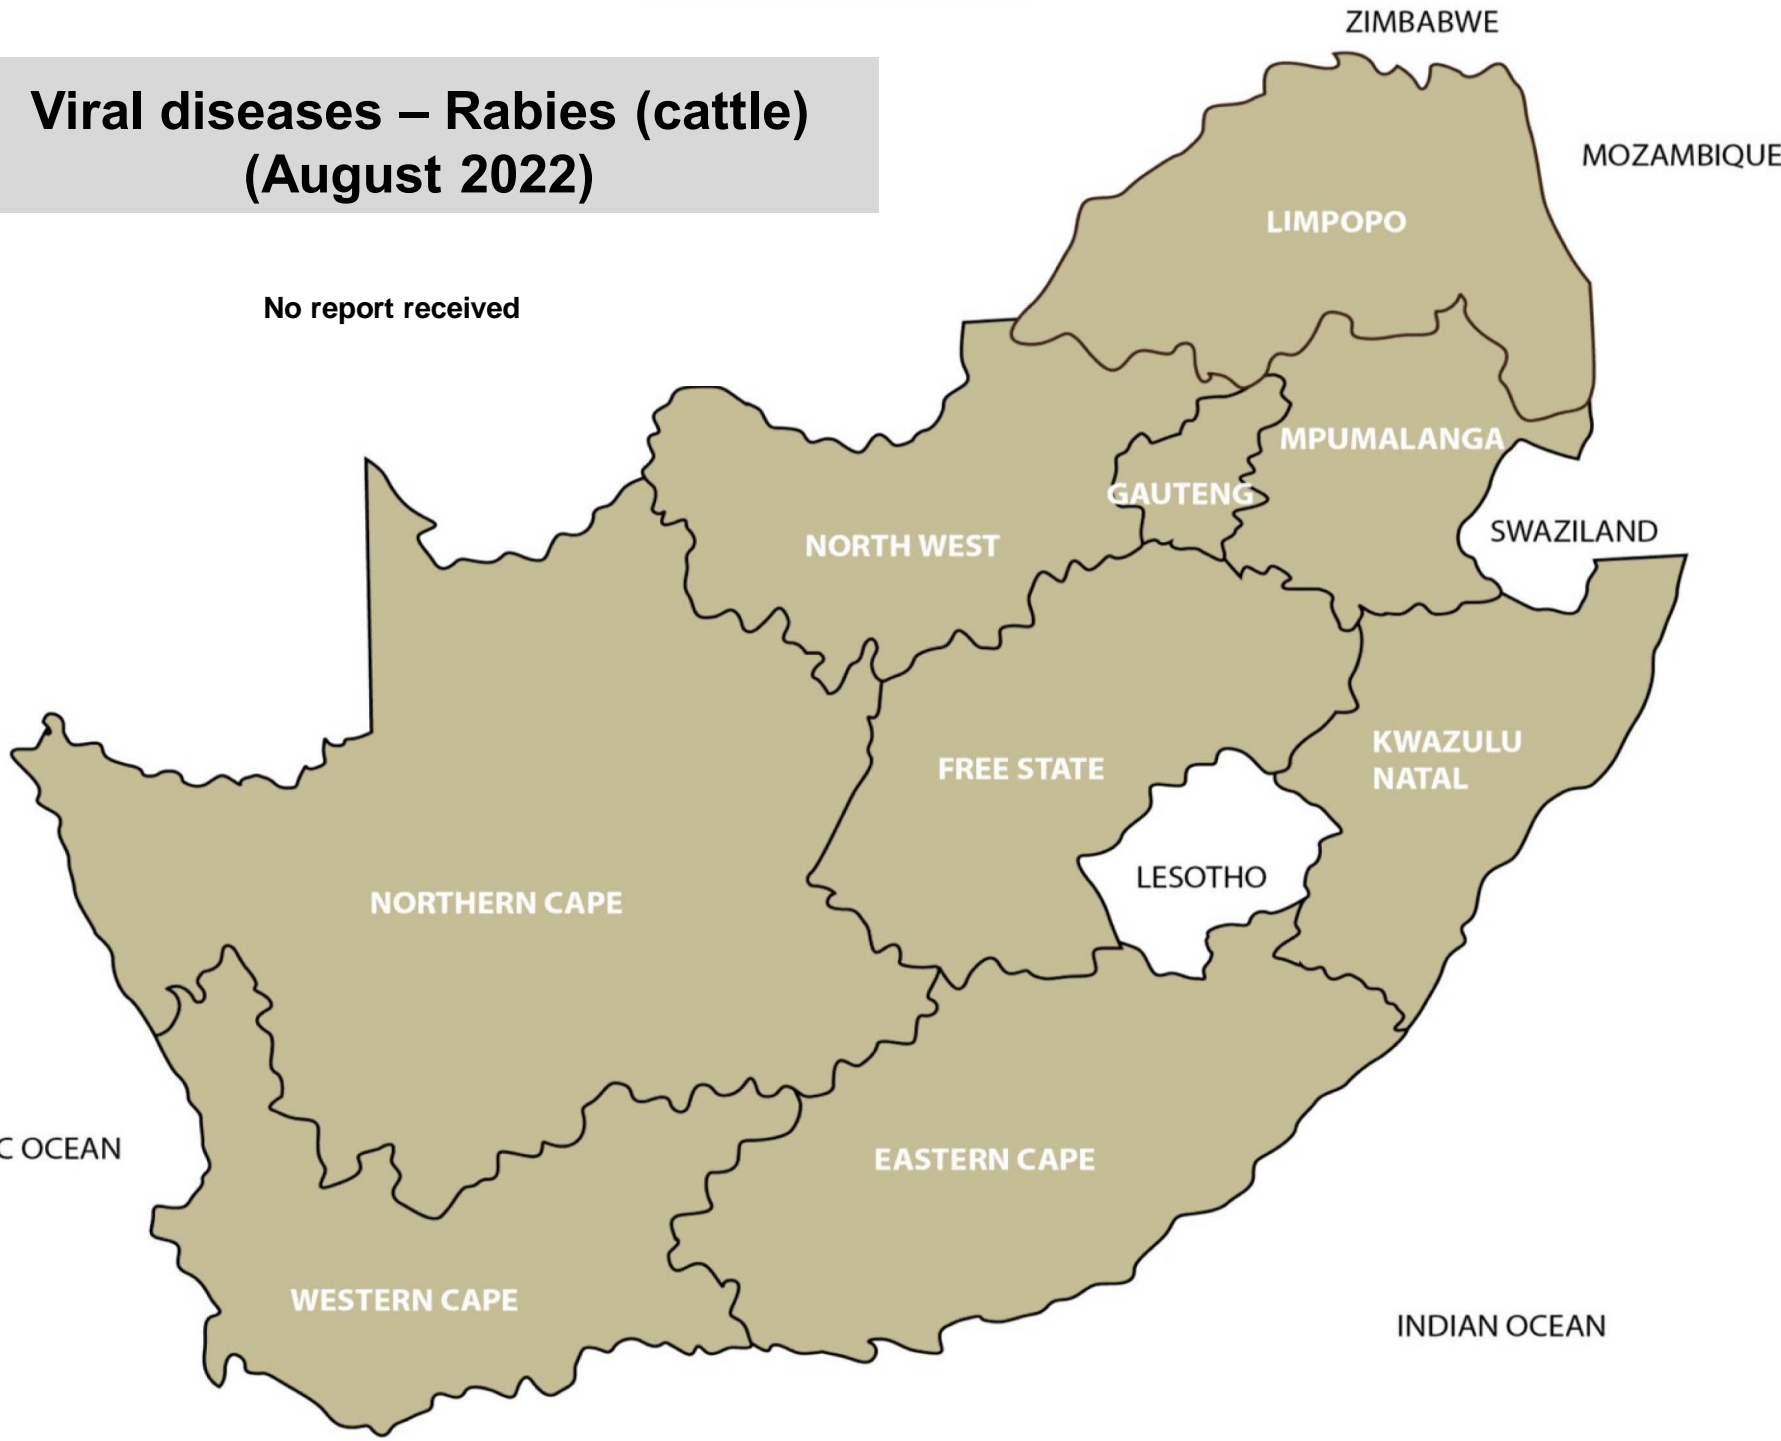 ZIMBABWE
Viral diseases – Rabies (cattle)
(August 2022)
MOZAMBIQUE
LIMPOPO
No report received
MPUMALANGA
GAUTENG
SWAZILAND
NORTH WEST
KWAZULU
NATAL
FREE STATE
LESOTHO
NORTHERN CAPE
C OCEAN
EASTERN CAPE
WESTERN CAPE
INDIAN OCEAN